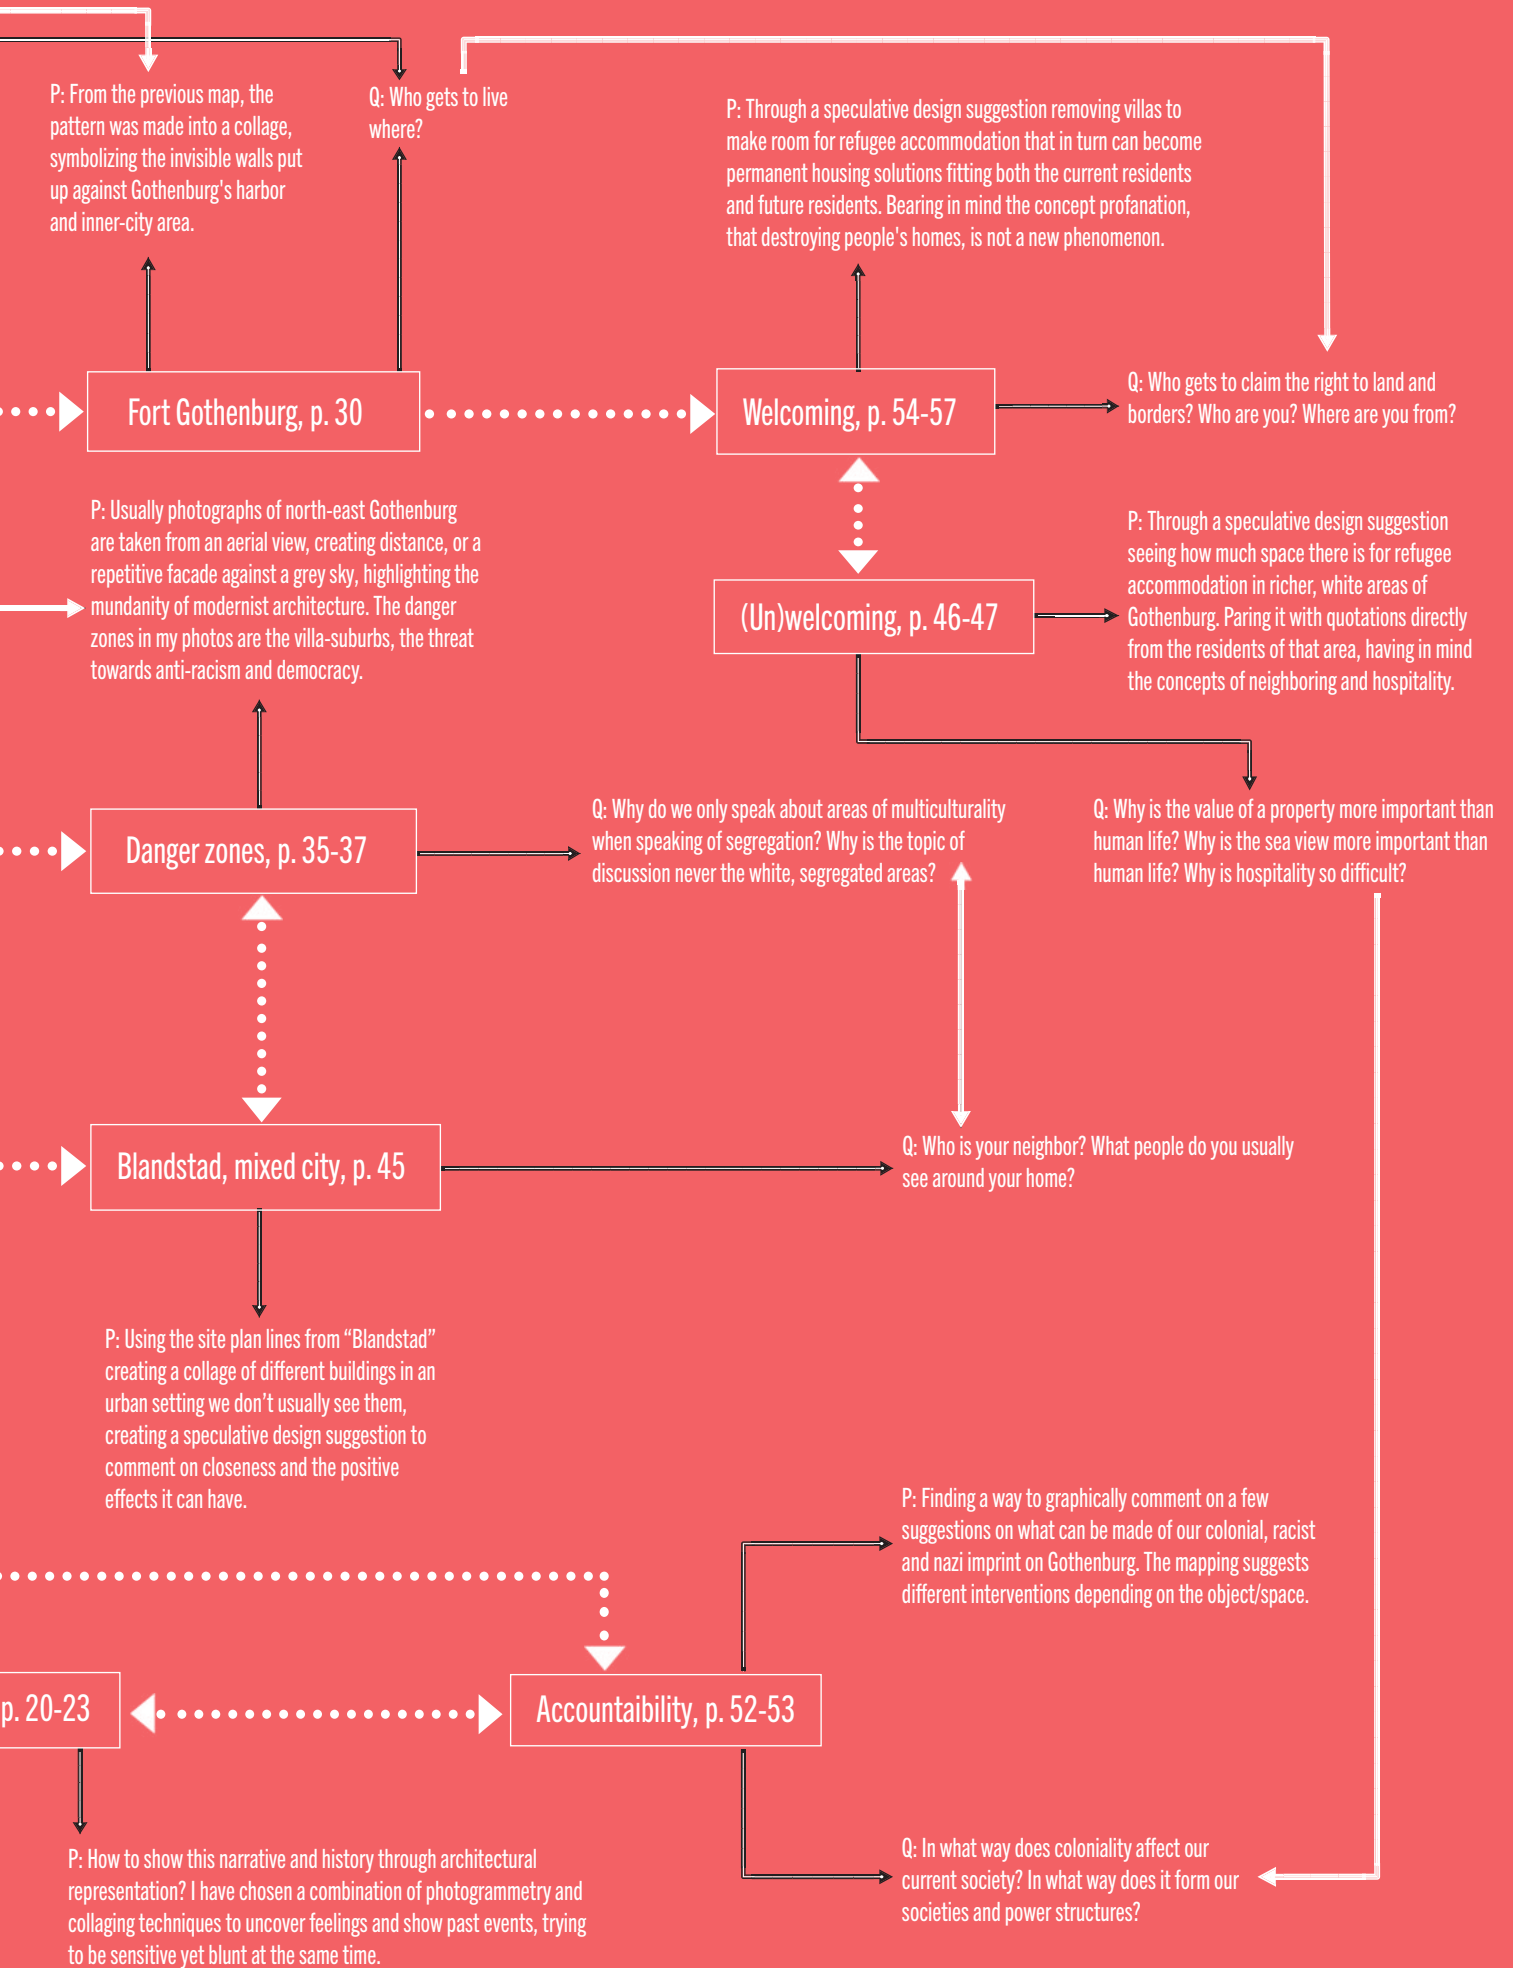 P: From the previous map, the
pattern was made into a collage,
symbolizing the invisible walls put
up against Gothenburg's harbor
and inner-city area.
Q: Who gets to live
where?
P: Through a speculative design suggestion removing villas to
make room for refugee accommodation that in turn can become
permanent housing solutions fitting both the current residents
and future residents. Bearing in mind the concept profanation,
that destroying people's homes, is not a new phenomenon.
Fort Gothenburg, p. 30
Welcoming, p. 54-57
Q: Who gets to claim the right to land and
borders? Who are you? Where are you from?
P: Usually photographs of north-east Gothenburg
are taken from an aerial view, creating distance, or a
repetitive facade against a grey sky, highlighting the
mundanity of modernist architecture. The danger
zones in my photos are the villa-suburbs, the threat
towards anti-racism and democracy.
(Un)welcoming, p. 46-47
P: Through a speculative design suggestion
seeing how much space there is for refugee
accommodation in richer, white areas of
Gothenburg. Paring it with quotations directly
from the residents of that area, having in mind
the concepts of neighboring and hospitality.
Danger zones, p. 35-37
Q: Why do we only speak about areas of multiculturality
when speaking of segregation? Why is the topic of
discussion never the white, segregated areas?
Q: Why is the value of a property more important than
human life? Why is the sea view more important than
human life? Why is hospitality so difficult?
Blandstad, mixed city, p. 45
Q: Who is your neighbor? What people do you usually
see around your home?
P: Using the site plan lines from “Blandstad”
creating a collage of different buildings in an
urban setting we don’t usually see them,
creating a speculative design suggestion to
comment on closeness and the positive
effects it can have.
P: Finding a way to graphically comment on a few
suggestions on what can be made of our colonial, racist
and nazi imprint on Gothenburg. The mapping suggests
different interventions depending on the object/space.
p. 20-23
Accountaibility, p. 52-53
P: How to show this narrative and history through architectural
representation? I have chosen a combination of photogrammetry and
collaging techniques to uncover feelings and show past events, trying
to be sensitive yet blunt at the same time.
Q: In what way does coloniality affect our
current society? In what way does it form our
societies and power structures?